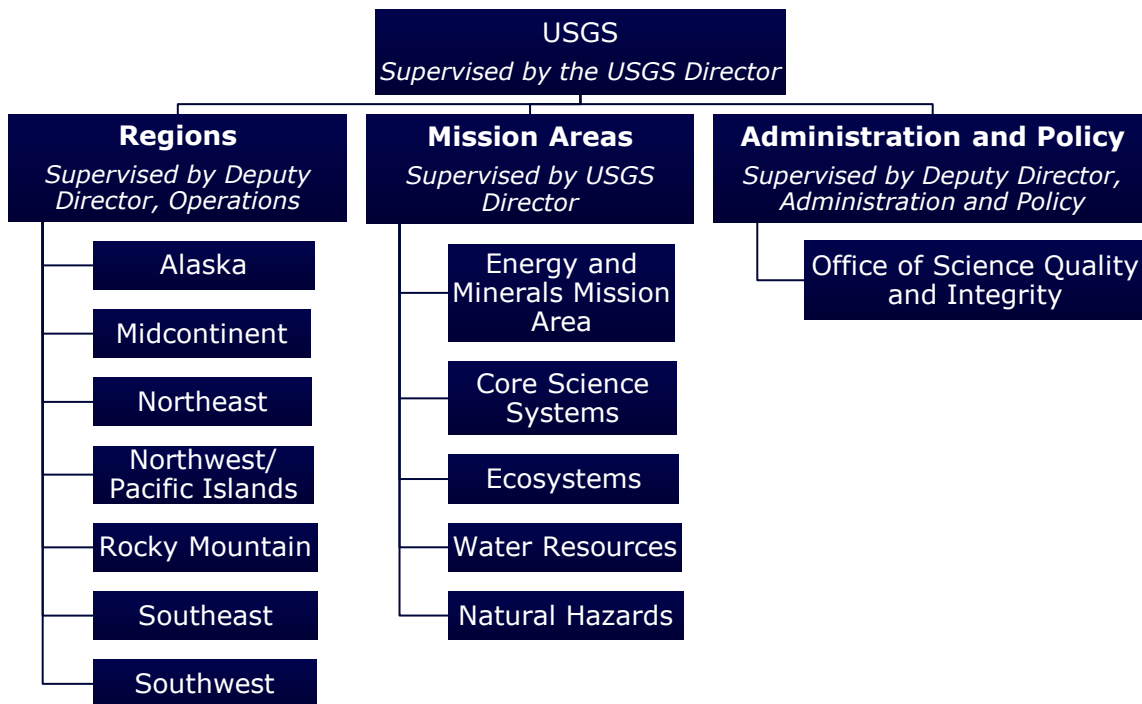 USGS
Supervised by the USGS Director
Regions
Supervised by Deputy
Director, Operations
Alaska
Midcontinent
Northeast
Northwest/
Pacific Islands
Rocky Mountain
Southeast
Southwest
Mission Areas
Supervised by USGS
Director
Energy and
Minerals Mission
Area
Core Science
Systems
Ecosystems
Water Resources
Natural Hazards
Administration and Policy
Supervised by Deputy Director,
Administration and Policy
Office of Science Quality
and Integrity